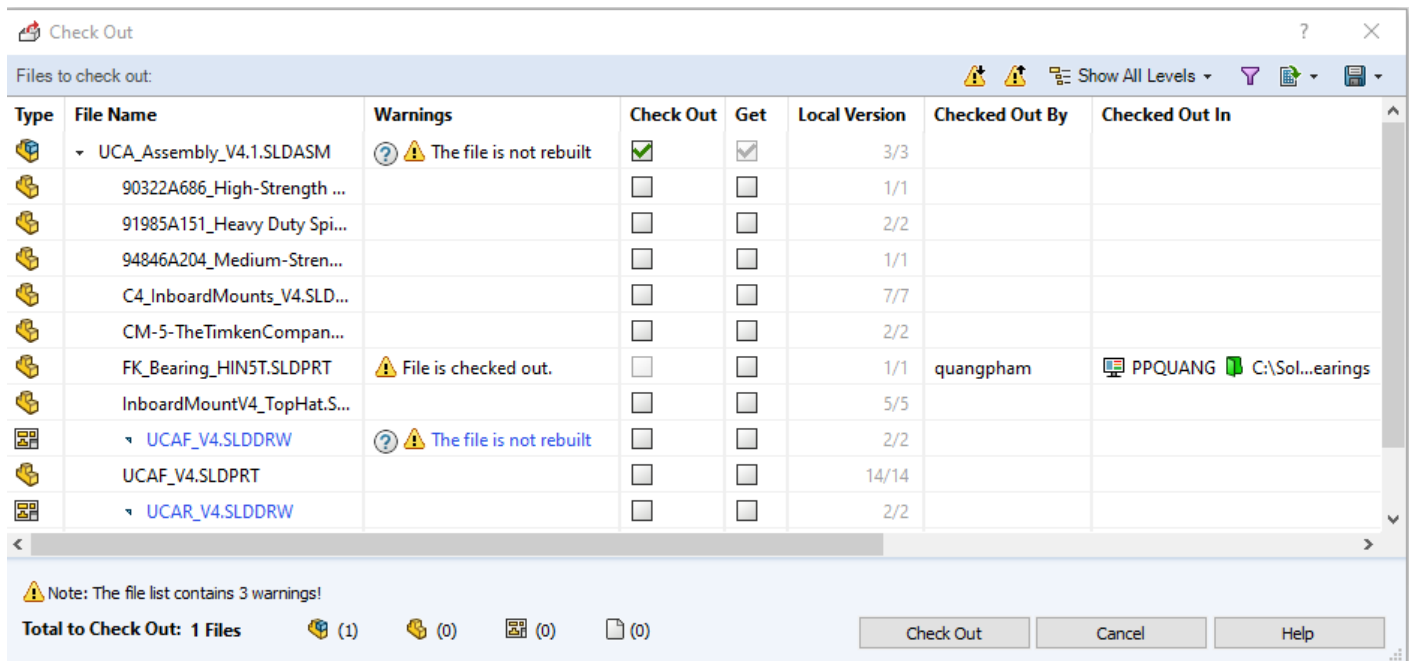 Check Out
Files to check out: Show All Levels
Type File Name Warnings Check Out Get Local Version Checked Out By Checked Out In
UCA_Assembly_V4.1.SLDASM The file is not rebuilt 3/3
90322A686_High-Strength ... 1/1
91985A151_Heavy Duty Spi... 2/2
94846A204_Medium-Stren... 1/1
C4_InboardMounts_V4.SLD... 7/7
CM-5-TheTimkenCompan... 2/2
FK_Bearing_HIN5T.SLDPRT File is checked out. 1/1 quangpham PPQUANG C:\Sol...earings
InboardMountV4_TopHat.S... 5/5
UCAF_V4.SLDDRW The file is not rebuilt 2/2
UCAF_V4.SLDPRT 14/14
UCAR_V4.SLDDRW 2/2
Note: The file list contains 3 warnings!
Total to Check Out: 1 Files (1) (0) (0) (0) Check Out Cancel Help